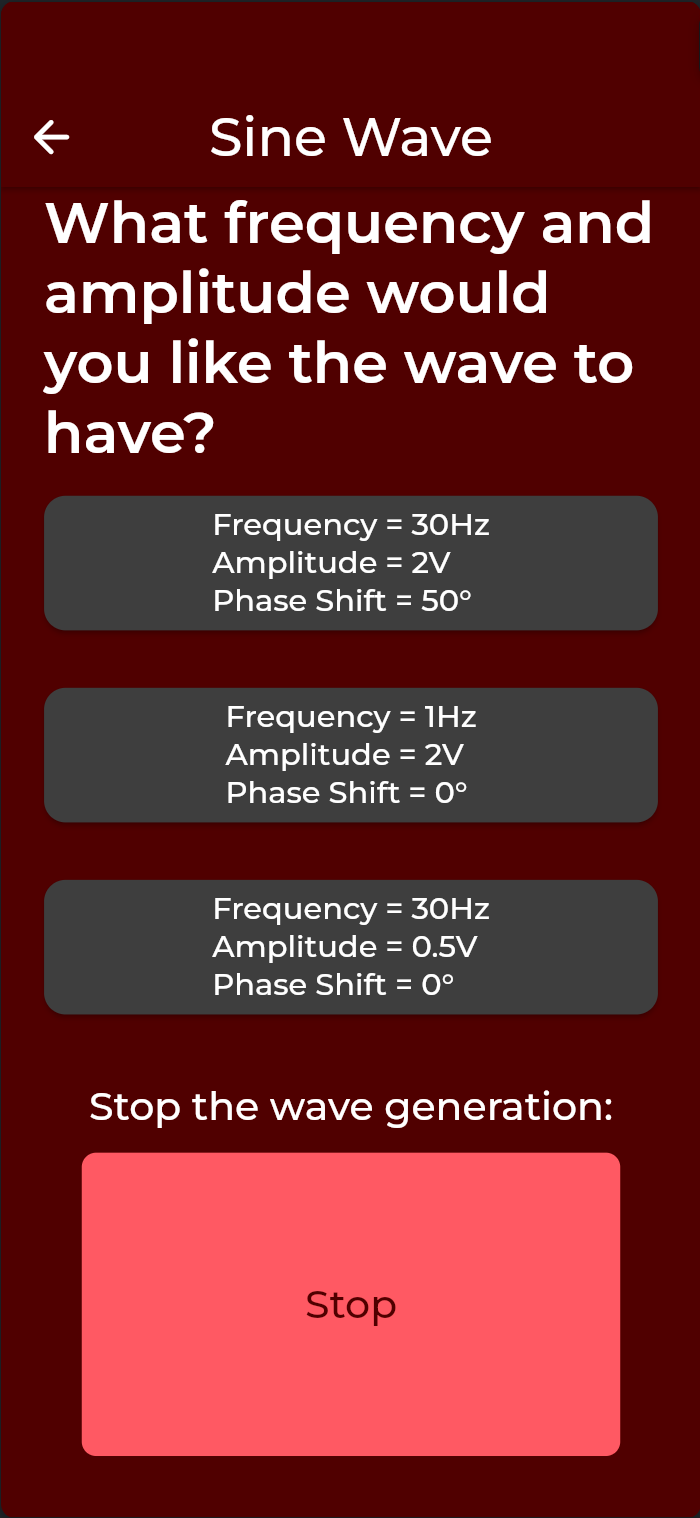 Sine Wave
What frequency and
amplitude would
you like the wave to
have?
Frequency = 30Hz
Amplitude = 2V
Phase Shift = 50°
Frequency = 1Hz
Amplitude = 2V
Phase Shift = 0°
Frequency = 30Hz
Amplitude = 0.5V
Phase Shift = 0°
Stop the wave generation:
Stop